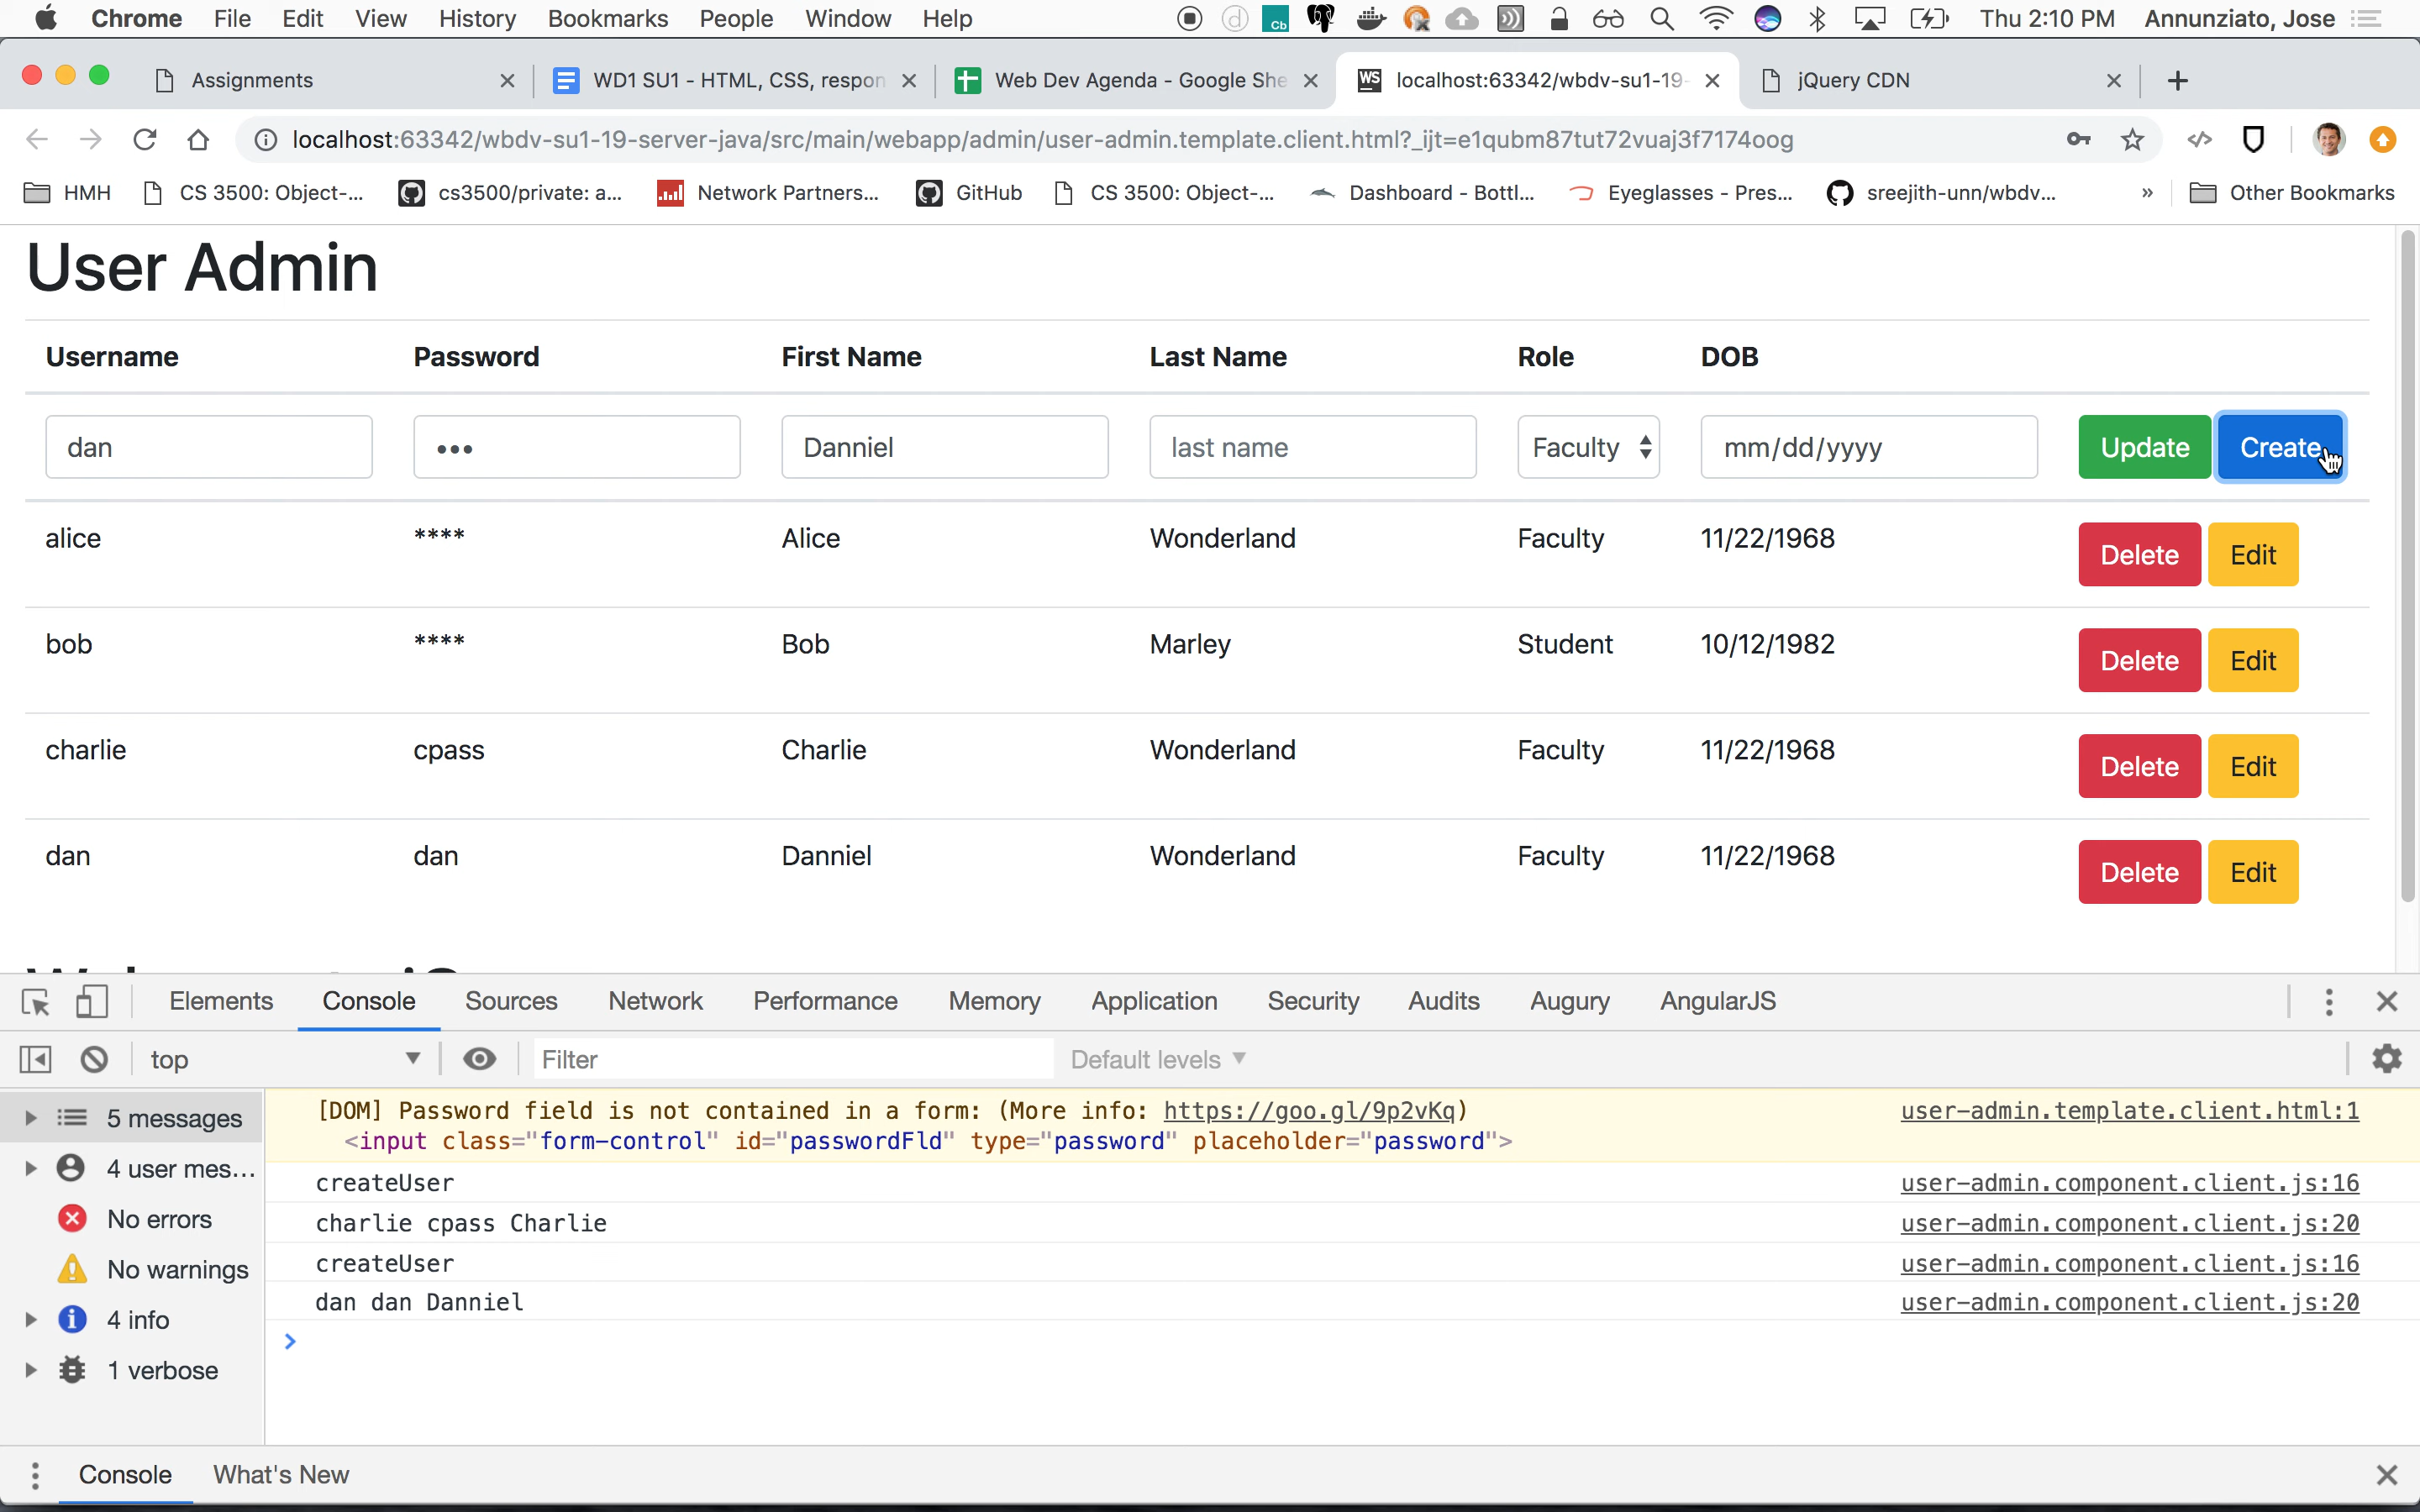 Chrome File Edit View History Bookmarks People Window Help Cb Thu 2:10 PM Annunziato, Jose
Assignments WD1 SU1 - HTML, CSS, respon Web Dev Agenda - Google She WS localhost:63342/wbdv-su1-19- jQuery CDN
localhost:63342/wbdv-su1-19-server-java/src/main/webapp/admin/user-admin.template.client.html?_ijt=e1qubm87tut72vuaj3f7174oog
HMH CS 3500: Object-... cs3500/private: a... Network Partners... GitHub CS 3500: Object-... Dashboard - Bottl... Eyeglasses - Pres... sreejith-unn/wbdv... » Other Bookmarks
User Admin
Username Password First Name Last Name Role DOB
dan ••• Danniel last name Faculty mm/dd/yyyy Update Create
alice **** Alice Wonderland Faculty 11/22/1968 Delete Edit
bob **** Bob Marley Student 10/12/1982 Delete Edit
charlie cpass Charlie Wonderland Faculty 11/22/1968 Delete Edit
dan dan Danniel Wonderland Faculty 11/22/1968 Delete Edit
Elements Console Sources Network Performance Memory Application Security Audits Augury AngularJS
top Filter Default levels
5 messages
4 user mes...
No errors
No warnings
4 info
1 verbose
[DOM] Password field is not contained in a form: (More info: https://goo.gl/9p2vKq) user-admin.template.client.html:1
<input class="form-control" id="passwordFld" type="password" placeholder="password">
createUser user-admin.component.client.js:16
charlie cpass Charlie user-admin.component.client.js:20
createUser user-admin.component.client.js:16
dan dan Danniel user-admin.component.client.js:20
Console What's New